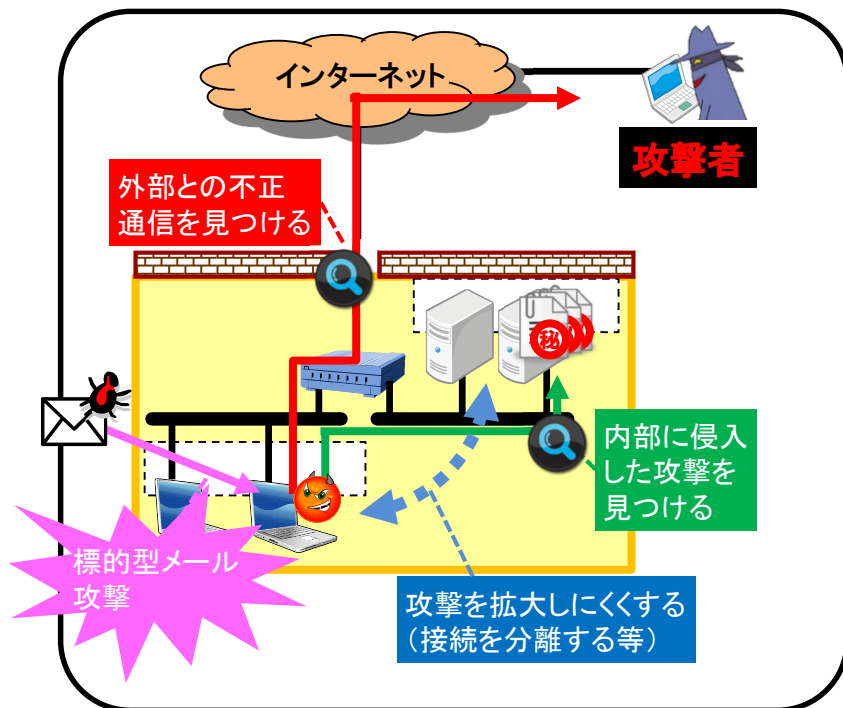 インターネット
攻撃者
外部との不正
通信を見つける
秘
内部に侵入
した攻撃を
見つける
標的型メール
攻撃
攻撃を拡大しにくくする
（接続を分離する等）